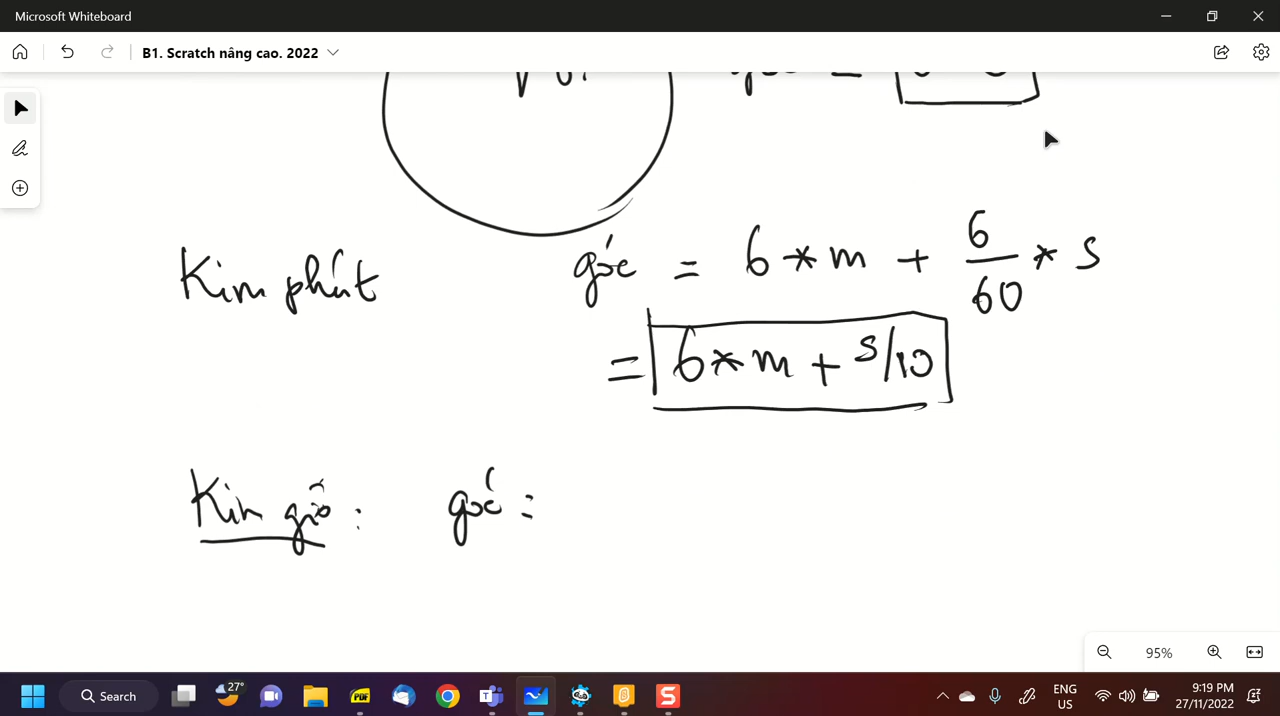 Microsoft Whiteboard
B1. Scratch nâng cao. 2022
góc =
Kim phút
góc = 6 * m + 6/60 * s
= 6 * m + s/10
Kim giờ : góc =
95%
27°
Search
ENG
US
9:19 PM
27/11/2022